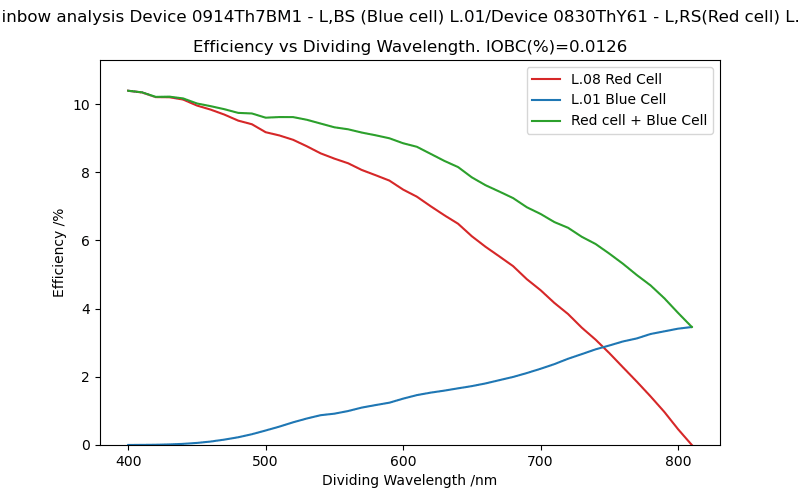 inbow analysis Device 0914Th7BM1 - L,BS (Blue cell) L.01/Device 0830ThY61 - L,RS(Red cell) L.
Efficiency vs Dividing Wavelength. IOBC(%)=0.0126
L.08 Red Cell
L.01 Blue Cell
Red cell + Blue Cell
Efficiency /%
10
8
6
4
2
0
400 500 600 700 800
Dividing Wavelength /nm